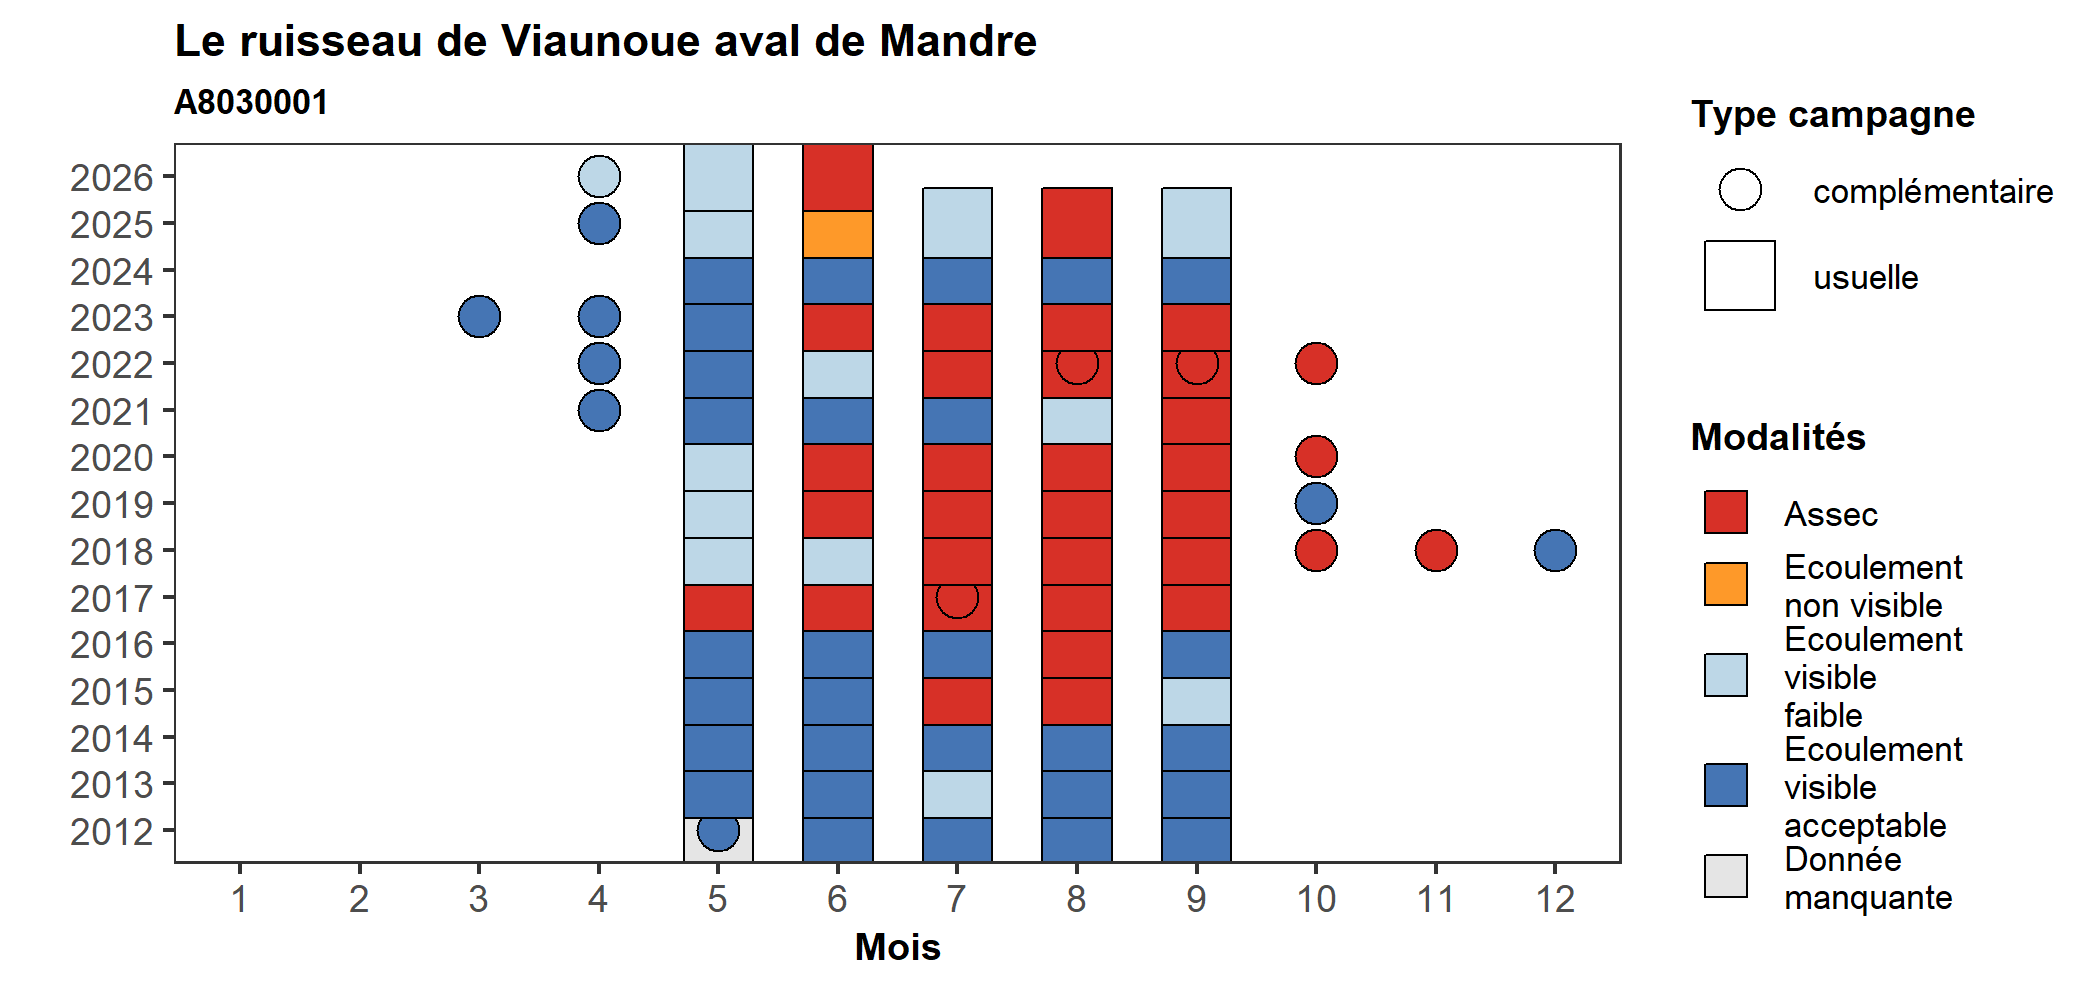 Le ruisseau de Viaunoue aval de Mandre
A8030001
2026
2025
2024
2023
2022
2021
2020
2019
2018
2017
2016
2015
2014
2013
2012
1 2 3 4 5 6 7 8 9 10 11 12
Mois
Type campagne
complémentaire
usuelle
Modalités
Assec
Ecoulement
non visible
Ecoulement
visible
faible
Ecoulement
visible
acceptable
Donnée
manquante